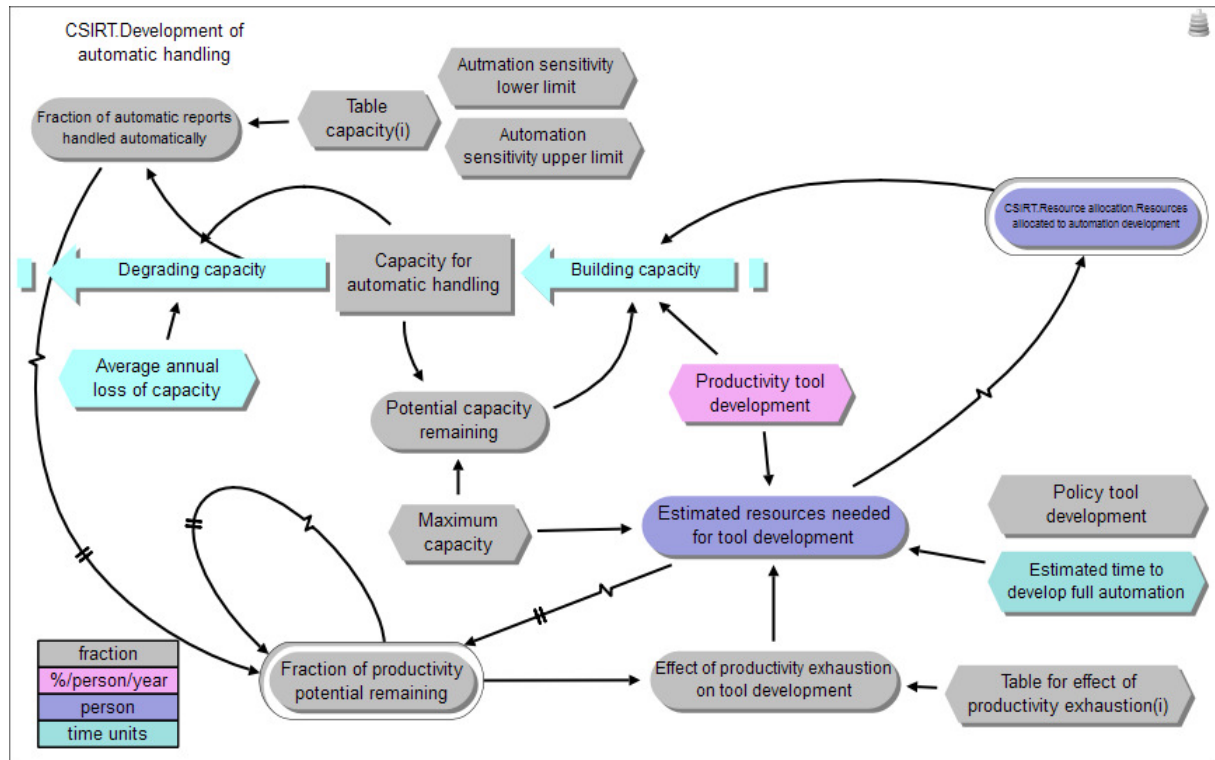 CSIRT.Development of
automatic handling
Autmation sensitivity
lower limit
Fraction of automatic reports
handled automatically
Table
capacity(i)
Automation
sensitivity upper limit
CSIRT.Resource allocation.Resources
allocated to automation development
Degrading capacity
Capacity for
automatic handling
Building capacity
Average annual
loss of capacity
Productivity tool
development
Potential capacity
remaining
Maximum
capacity
Estimated resources needed
for tool development
Policy tool
development
Estimated time to
develop full automation
fraction
%/person/year
person
time units
Fraction of productivity
potential remaining
Effect of productivity exhaustion
on tool development
Table for effect of
productivity exhaustion(i)